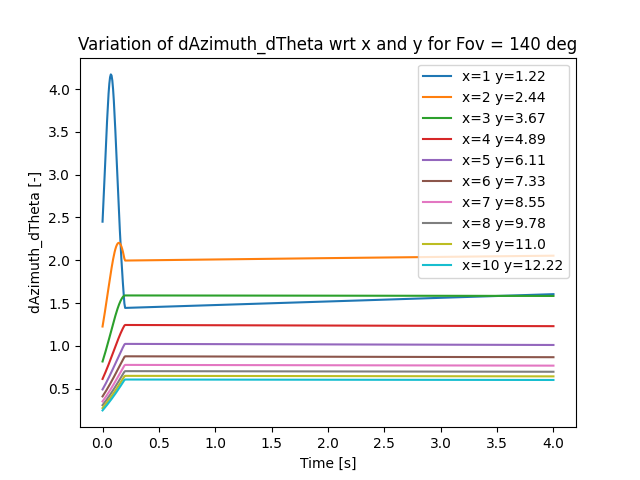 Variation of dAzimuth_dTheta wrt x and y for Fov = 140 deg
x=1 y=1.22
x=2 y=2.44
x=3 y=3.67
x=4 y=4.89
x=5 y=6.11
x=6 y=7.33
x=7 y=8.55
x=8 y=9.78
x=9 y=11.0
x=10 y=12.22
dAzimuth_dTheta [-]
4.0
3.5
3.0
2.5
2.0
1.5
1.0
0.5
0.0 0.5 1.0 1.5 2.0 2.5 3.0 3.5 4.0
Time [s]